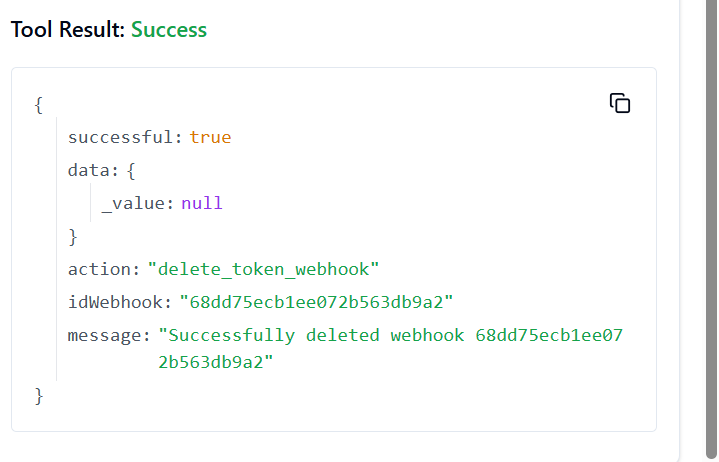 Tool Result: Success
{
successful: true
data: {
_value: null
}
action: "delete_token_webhook"
idWebhook: "68dd75ecb1ee072b563db9a2"
message: "Successfully deleted webhook 68dd75ecb1ee07
2b563db9a2"
}